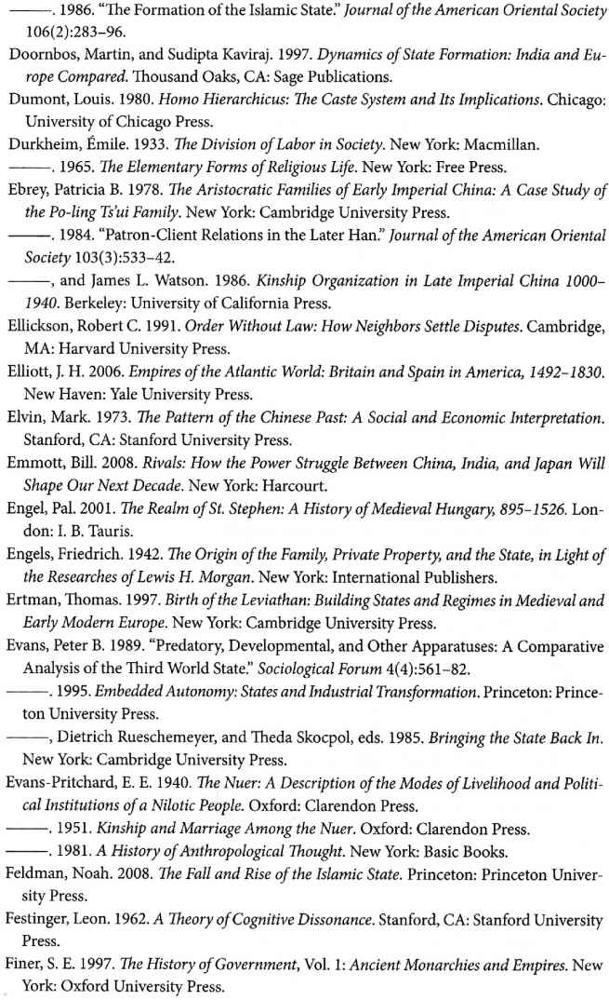 ———. 1986. “The Formation of the Islamic State.” Journal of the American Oriental Society
106(2):283–96.
Doornbos, Martin, and Sudipta Kaviraj. 1997. Dynamics of State Formation: India and Eu-
rope Compared. Thousand Oaks, CA: Sage Publications.
Dumont, Louis. 1980. Homo Hierarchicus: The Caste System and Its Implications. Chicago:
University of Chicago Press.
Durkheim, Émile. 1933. The Division of Labor in Society. New York: Macmillan.
———. 1965. The Elementary Forms of Religious Life. New York: Free Press.
Ebrey, Patricia B. 1978. The Aristocratic Families of Early Imperial China: A Case Study of
the Po-ling Ts’ui Family. New York: Cambridge University Press.
———. 1984. “Patron-Client Relations in the Later Han.” Journal of the American Oriental
Society 103(3):533–42.
———, and James L. Watson. 1986. Kinship Organization in Late Imperial China 1000–
1940. Berkeley: University of California Press.
Ellickson, Robert C. 1991. Order Without Law: How Neighbors Settle Disputes. Cambridge,
MA: Harvard University Press.
Elliott, J. H. 2006. Empires of the Atlantic World: Britain and Spain in America, 1492–1830.
New Haven: Yale University Press.
Elvin, Mark. 1973. The Pattern of the Chinese Past: A Social and Economic Interpretation.
Stanford, CA: Stanford University Press.
Emmott, Bill. 2008. Rivals: How the Power Struggle Between China, India, and Japan Will
Shape Our Next Decade. New York: Harcourt.
Engel, Pal. 2001. The Realm of St. Stephen: A History of Medieval Hungary, 895–1526. Lon-
don: I. B. Tauris.
Engels, Friedrich. 1942. The Origin of the Family, Private Property, and the State, in Light of
the Researches of Lewis H. Morgan. New York: International Publishers.
Ertman, Thomas. 1997. Birth of the Leviathan: Building States and Regimes in Medieval and
Early Modern Europe. New York: Cambridge University Press.
Evans, Peter B. 1989. “Predatory, Developmental, and Other Apparatuses: A Comparative
Analysis of the Third World State.” Sociological Forum 4(4):561–82.
———. 1995. Embedded Autonomy: States and Industrial Transformation. Princeton: Prince-
ton University Press.
———, Dietrich Rueschemeyer, and Theda Skocpol, eds. 1985. Bringing the State Back In.
New York: Cambridge University Press.
Evans-Pritchard, E. E. 1940. The Nuer: A Description of the Modes of Livelihood and Politi-
cal Institutions of a Nilotic People. Oxford: Clarendon Press.
———. 1951. Kinship and Marriage Among the Nuer. Oxford: Clarendon Press.
———. 1981. A History of Anthropological Thought. New York: Basic Books.
Feldman, Noah. 2008. The Fall and Rise of the Islamic State. Princeton: Princeton Univer-
sity Press.
Festinger, Leon. 1962. A Theory of Cognitive Dissonance. Stanford, CA: Stanford University
Press.
Finer, S. E. 1997. The History of Government, Vol. 1: Ancient Monarchies and Empires. New
York: Oxford University Press.